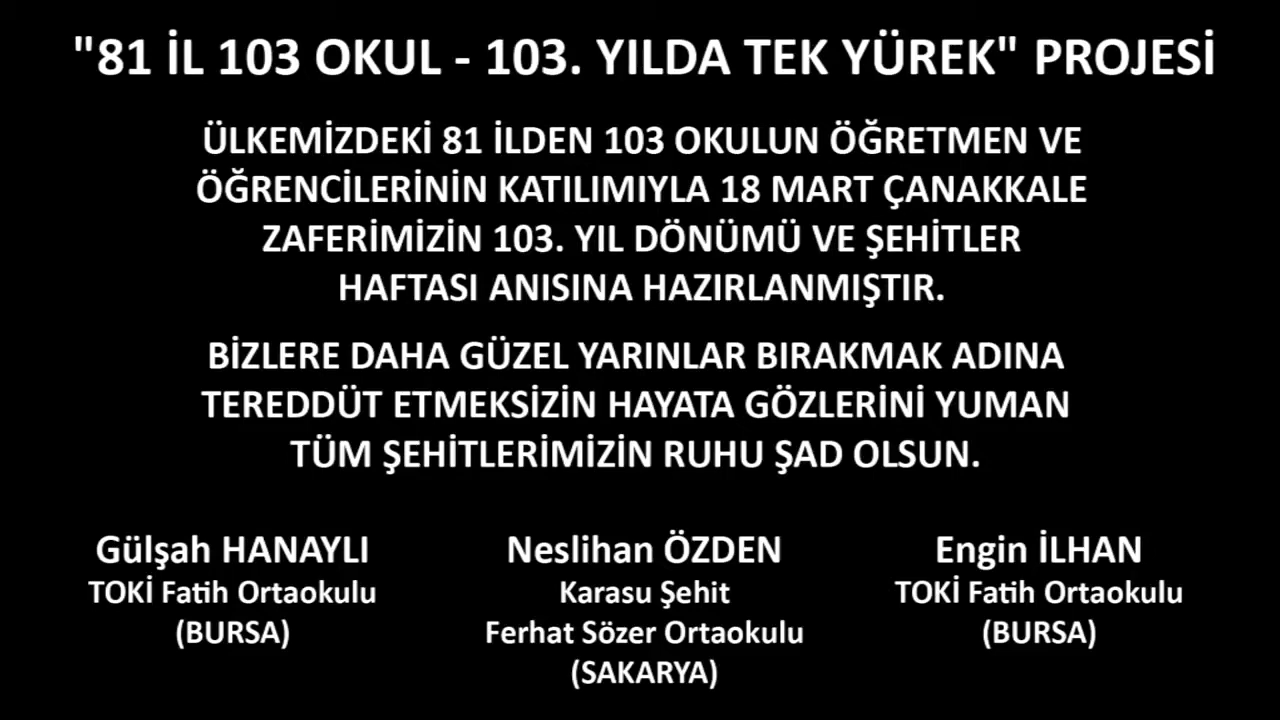 "81 İL 103 OKUL - 103. YILDA TEK YÜREK" PROJESİ
ÜLKEMİZDEKİ 81 İLDEN 103 OKULUN ÖĞRETMEN VE
ÖĞRENCİLERİNİN KATILIMIYLA 18 MART ÇANAKKALE
ZAFERİMİZİN 103. YIL DÖNÜMÜ VE ŞEHİTLER
HAFTASI ANISINA HAZIRLANMIŞTIR.
BİZLERE DAHA GÜZEL YARINLAR BIRAKMAK ADINA
TEREDDÜT ETMEKSİZİN HAYATA GÖZLERİNİ YUMAN
TÜM ŞEHİTLERİMİZİN RUHU ŞAD OLSUN.
Gülşah HANAYLI
TOKİ Fatih Ortaokulu
(BURSA)
Neslihan ÖZDEN
Karasu Şehit
Ferhat Sözer Ortaokulu
(SAKARYA)
Engin İLHAN
TOKİ Fatih Ortaokulu
(BURSA)